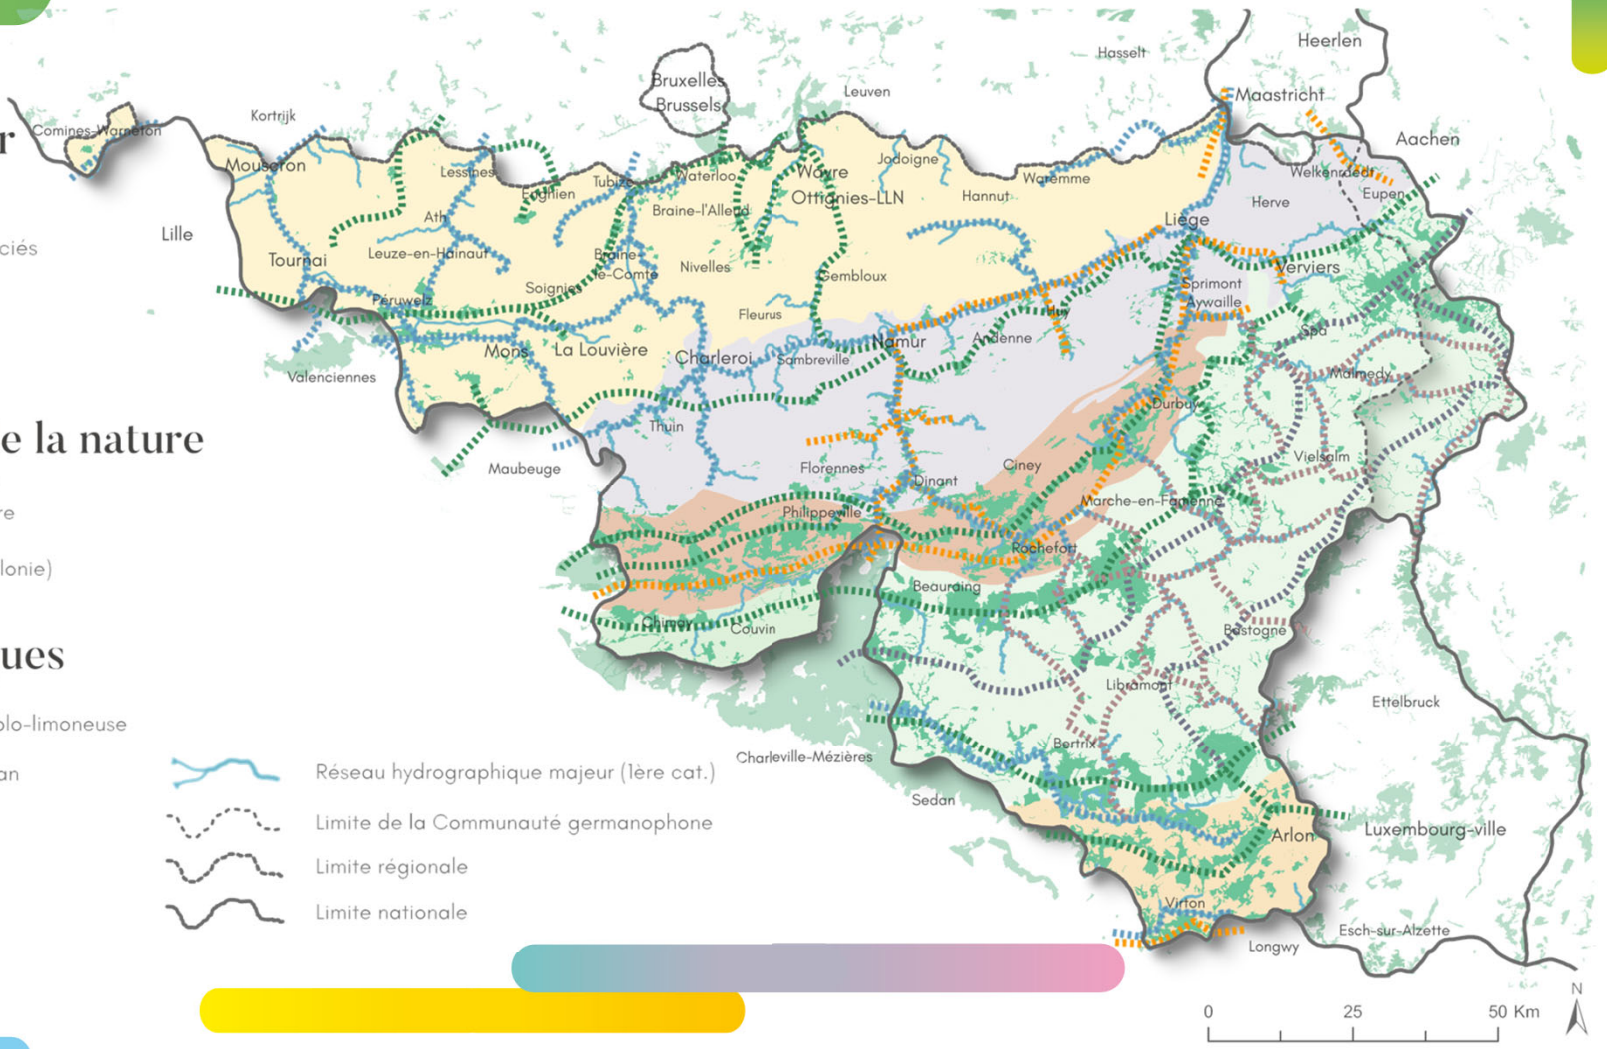 Heerlen
Hasselt
Bruxelles
Brussels
Leuven
Maastricht
Kortrijk
Comines-Warneton
r
Aachen
Mouscron
Lessines
Enghien
Tubize
Waterloo
Wavre
Jodoigne
Hannut
Waremme
Welkenraedt
Eupen
Herve
Ottignies-LLN
Braine-l'Alleud
Ath
Liège
Lille
ciés
Tournai
Leuze-en-Hainaut
Braine-
le-Comte
Nivelles
Gembloux
Verviers
Soignies
Péruwelz
Sprimont
Aywaille
Fleurus
Huy
Spa
Mons
La Louvière
Charleroi
Sambreville
Namur
Andenne
Valenciennes
Malmedy
Durbuy
Thuin
e la nature
Maubeuge
Florennes
Ciney
Dinant
Vielsalm
Marche-en-Famenne
re
Philippeville
Rochefort
lonie)
Beauraing
Chimay
Couvin
Bastogne
ues
Libramont
Ettelbruck
olo-limoneuse
Bertrix
Charleville-Mézières
an
Réseau hydrographique majeur (1ère cat.)
Sedan
Limite de la Communauté germanophone
Arlon
Luxembourg-ville
Limite régionale
Virton
Limite nationale
Esch-sur-Alzette
Longwy
N
0 25 50 Km